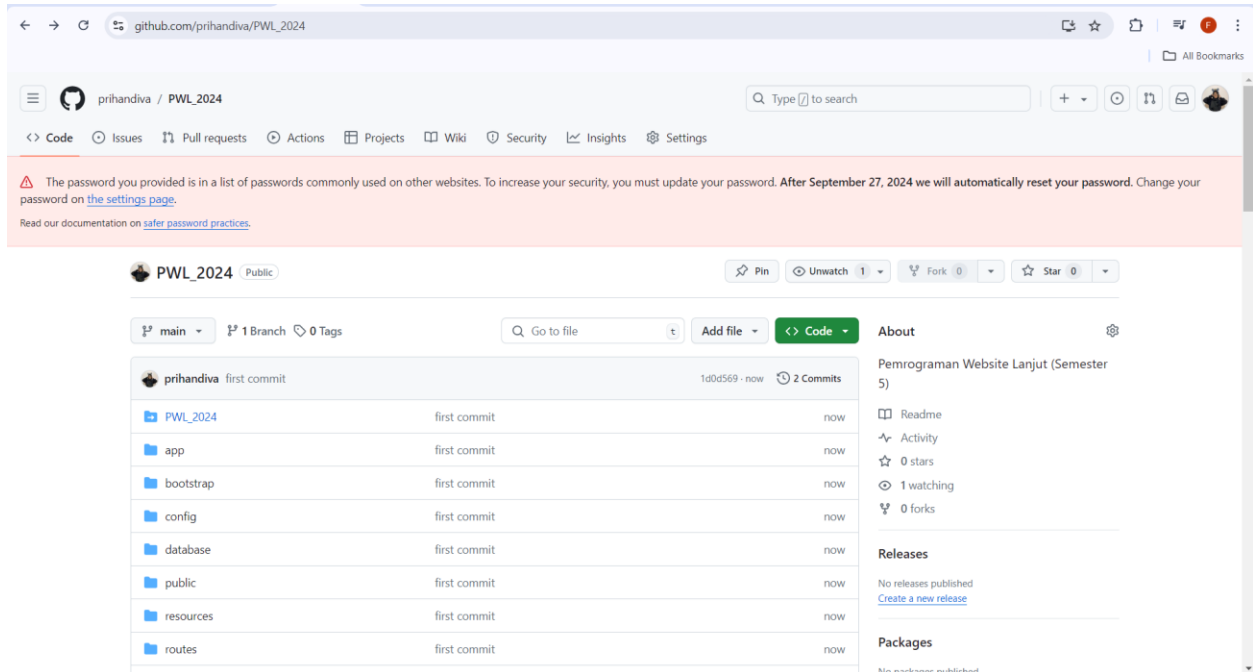 github.com/prihandiva/PWL_2024
F
All Bookmarks
prihandiva / PWL_2024
Type / to search
Code Issues Pull requests Actions Projects Wiki Security Insights Settings
The password you provided is in a list of passwords commonly used on other websites. To increase your security, you must update your password. After September 27, 2024 we will automatically reset your password. Change your
password on the settings page.
Read our documentation on safer password practices.
PWL_2024 Public
Pin Unwatch 1 Fork 0 Star 0
main 1 Branch 0 Tags
Go to file t Add file <> Code
prihandiva first commit 1d0d569 · now 2 Commits
PWL_2024 first commit now
app first commit now
bootstrap first commit now
config first commit now
database first commit now
public first commit now
resources first commit now
routes first commit now
About
Pemrograman Website Lanjut (Semester
5)
Readme
Activity
0 stars
1 watching
0 forks
Releases
No releases published
Create a new release
Packages
No packages published